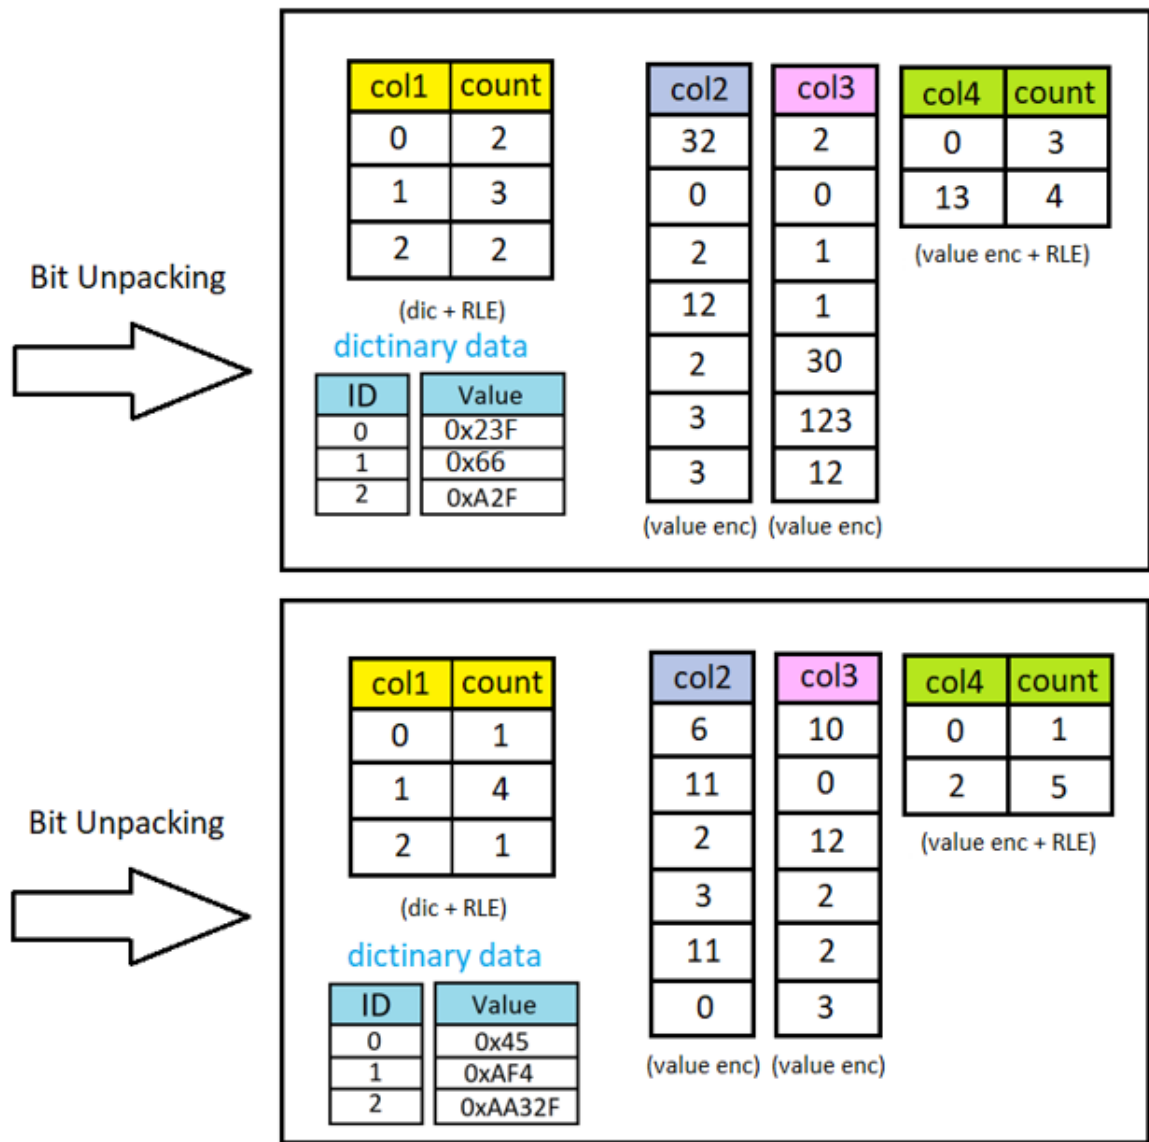 col1 count
0 2
1 3
2 2
(dic + RLE)
dictinary data
ID Value
0 0x23F
1 0x66
2 0xA2F
col2
32
0
2
12
2
3
3
(value enc)
col3
2
0
1
1
30
123
12
(value enc)
col4 count
0 3
13 4
(value enc + RLE)
Bit Unpacking
col1 count
0 1
1 4
2 1
(dic + RLE)
dictinary data
ID Value
0 0x45
1 0xAF4
2 0xAA32F
col2
6
11
2
3
11
0
(value enc)
col3
10
0
12
2
2
3
(value enc)
col4 count
0 1
2 5
(value enc + RLE)
Bit Unpacking